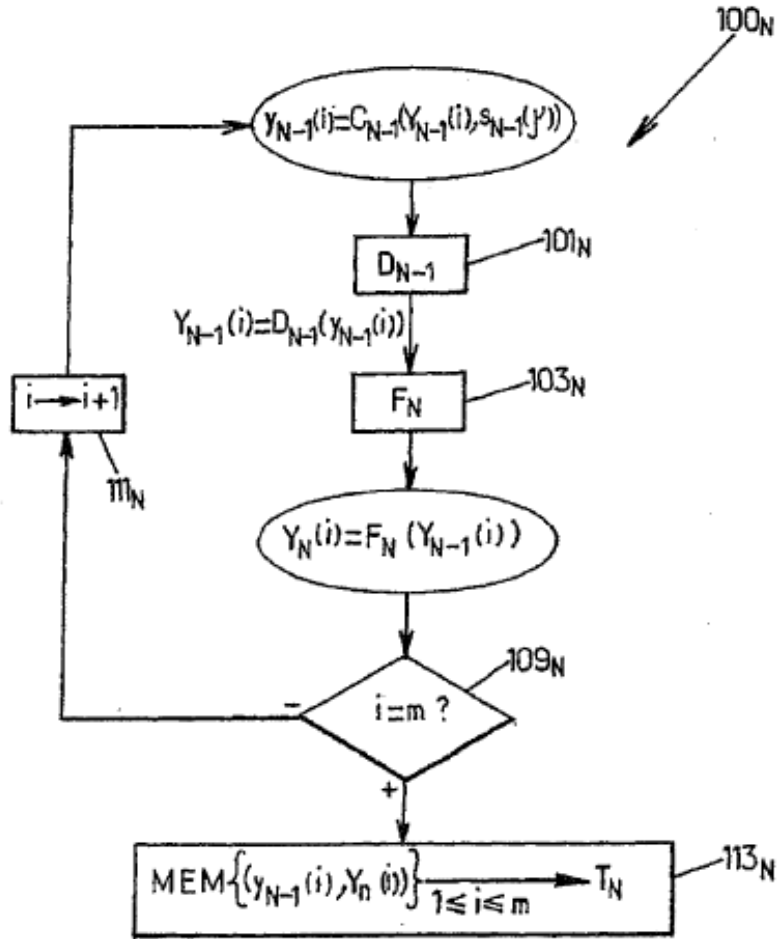 100N
yN-1(i)=CN-1(YN-1(i),sN-1(j'))
101N
DN-1
YN-1(i)=DN-1(yN-1(i))
103N
FN
i→i+1
111N
YN(i)=FN(YN-1(i))
109N
i=m ?
-
+
113N
MEM{(yN-1(i),Yn(i))}1≤i≤m → TN